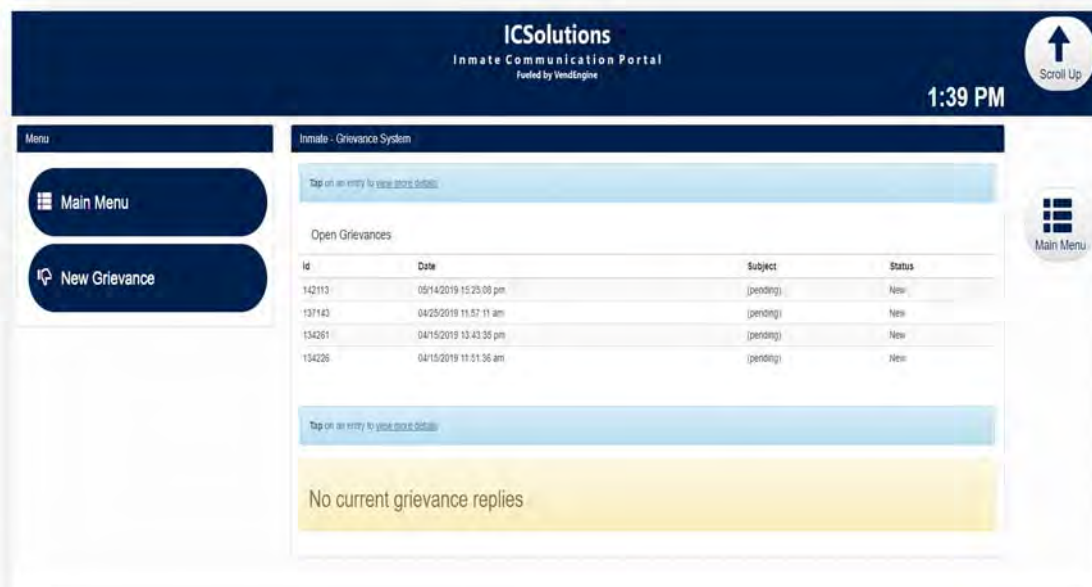 ICSolutions
Inmate Communication Portal
Fueled by VendEngine
Scroll Up
1:39 PM
Menu
Inmate - Grievance System
Main Menu
New Grievance
Tap on an entry to view more details
Open Grievances
Id Date Subject Status
142113 05/14/2019 15:25:08 pm (pending) New
137143 04/25/2019 11:57:11 am (pending) New
134261 04/15/2019 13:43:35 pm (pending) New
134226 04/15/2019 11:51:36 am (pending) New
Main Menu
Tap on an entry to view more details
No current grievance replies